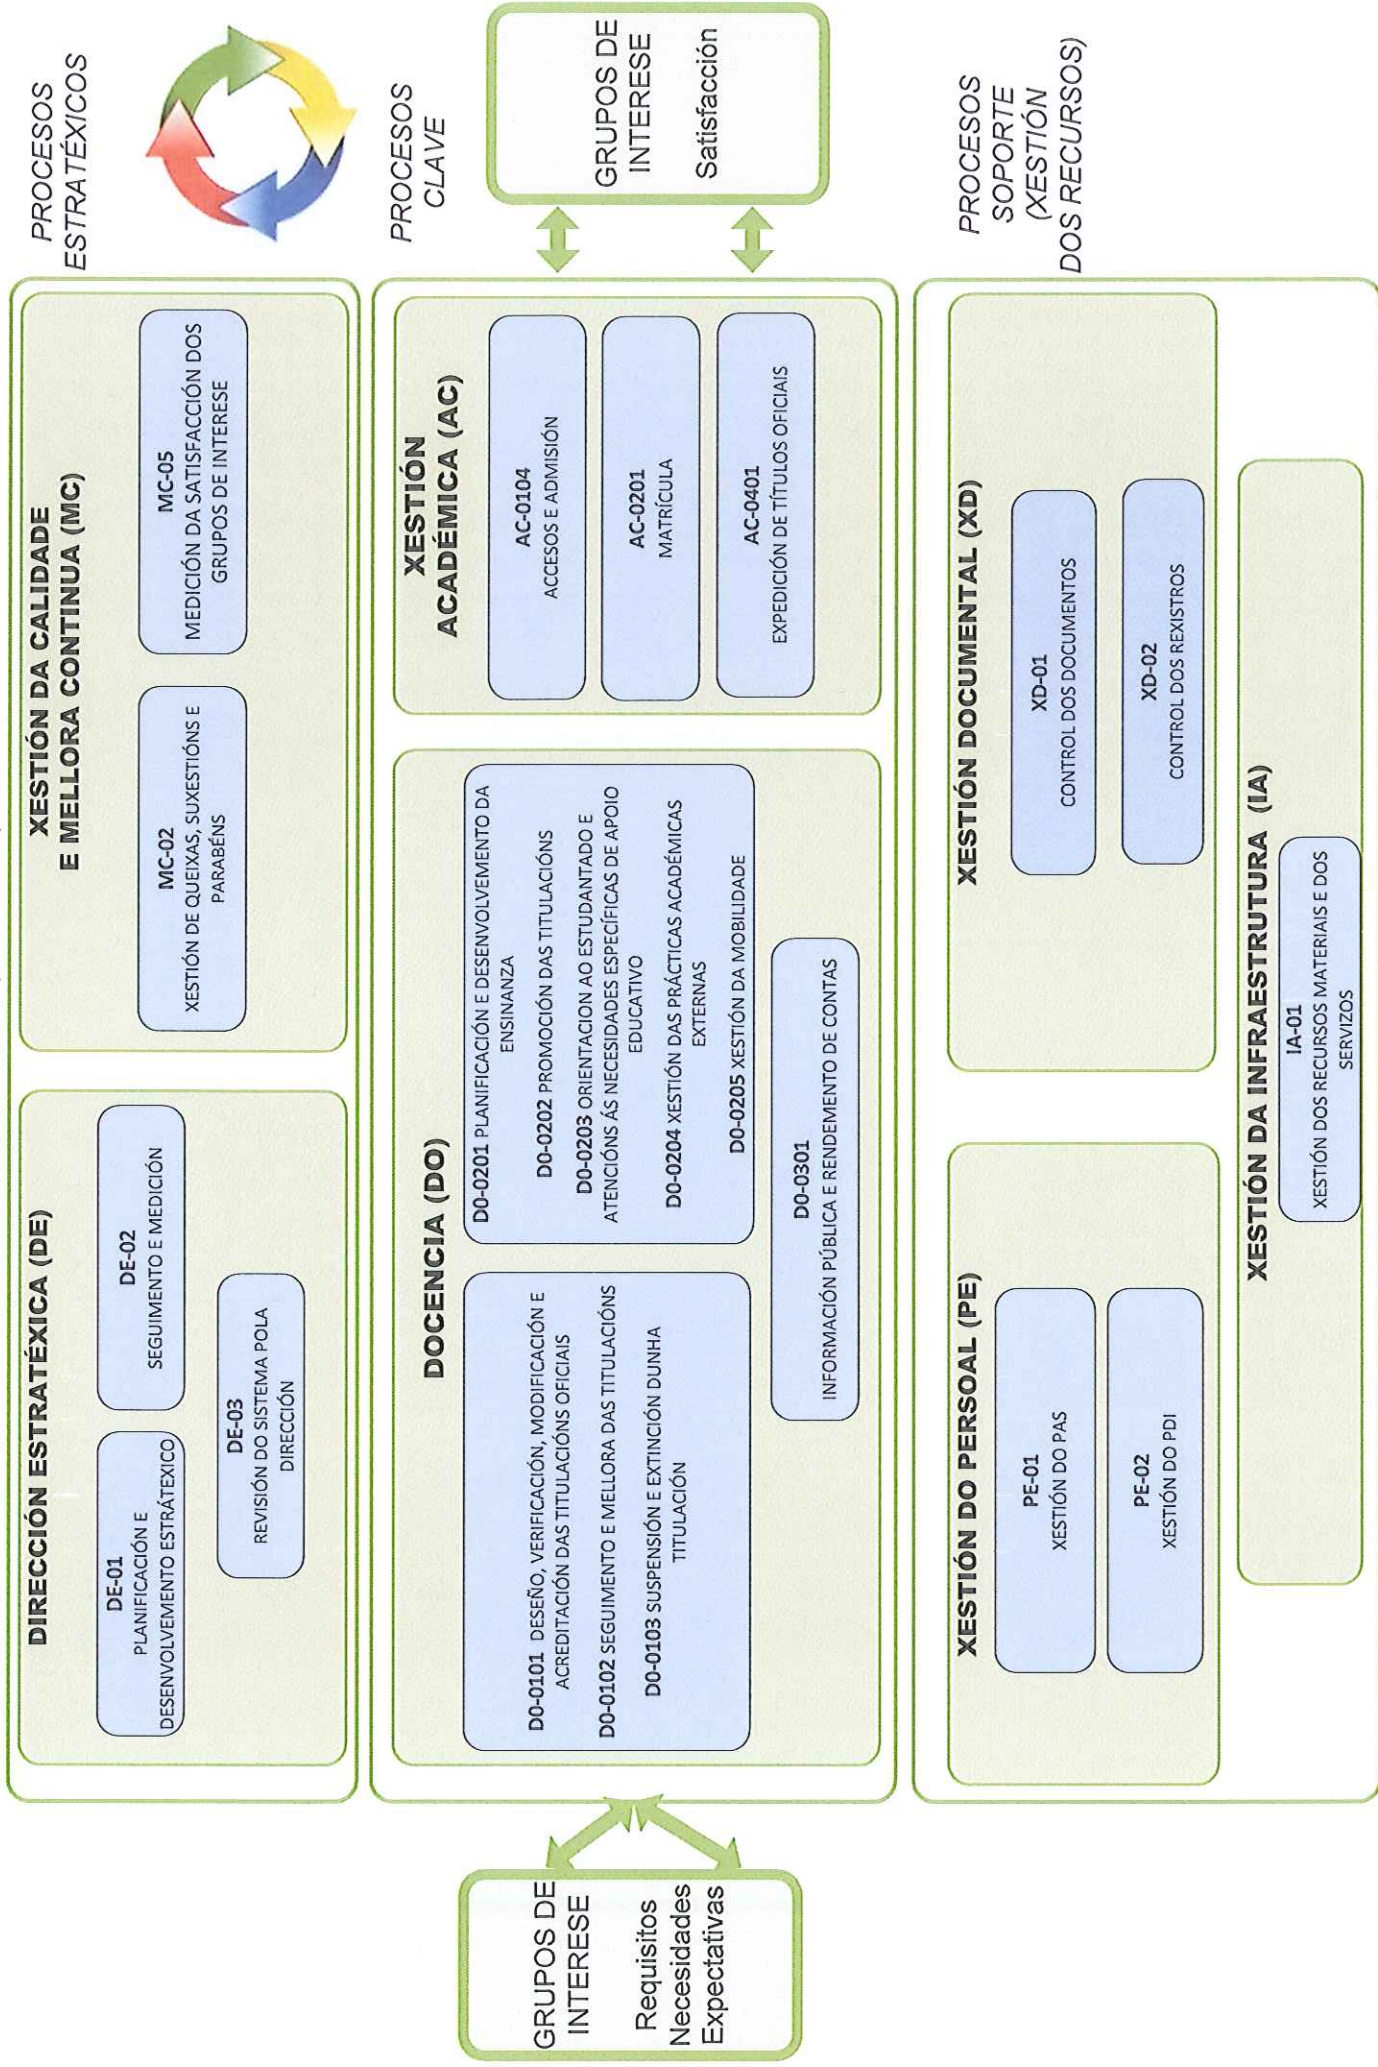 PROCESOS
ESTRATÉXICOS
DIRECCIÓN ESTRATÉXICA (DE)
DE-01
PLANIFICACIÓN E
DESENVOLVEMENTO ESTRÁTEXICO
DE-02
SEGUIMENTO E MEDICIÓN
DE-03
REVISIÓN DO SISTEMA POLA
DIRECCIÓN
XESTIÓN DA CALIDADE
E MELLORA CONTINUA (MC)
MC-02
XESTIÓN DE QUEIXAS, SUXESTIÓNS E
PARABÉNS
MC-05
MEDICIÓN DA SATISFACCIÓN DOS
GRUPOS DE INTERESE
PROCESOS
CLAVE
GRUPOS DE
INTERESE
Requisitos
Necesidades
Expectativas
DOCENCIA (DO)
D0-0101 DESEÑO, VERIFICACIÓN, MODIFICACIÓN E
ACREDITACIÓN DAS TITULACIÓNS OFICIAIS
D0-0102 SEGUIMENTO E MELLORA DAS TITULACIÓNS
D0-0103 SUSPENSIÓN E EXTINCIÓN DUNHA
TITULACIÓN
D0-0201 PLANIFICACIÓN E DESENVOLVEMENTO DA
ENSINANZA
D0-0202 PROMOCIÓN DAS TITULACIÓNS
D0-0203 ORIENTACION AO ESTUDANTADO E
ATENCIÓNS ÁS NECESIDADES ESPECÍFICAS DE APOIO
EDUCATIVO
D0-0204 XESTIÓN DAS PRÁCTICAS ACADÉMICAS
EXTERNAS
D0-0205 XESTIÓN DA MOBILIDADE
D0-0301
INFORMACIÓN PÚBLICA E RENDEMENTO DE CONTAS
XESTIÓN
ACADÉMICA (AC)
AC-0104
ACCESOS E ADMISIÓN
AC-0201
MATRÍCULA
AC-0401
EXPEDICIÓN DE TÍTULOS OFICIAIS
GRUPOS DE
INTERESE
Satisfacción
PROCESOS
SOPORTE
(XESTIÓN
DOS RECURSOS)
XESTIÓN DO PERSOAL (PE)
PE-01
XESTIÓN DO PAS
PE-02
XESTIÓN DO PDI
XESTIÓN DOCUMENTAL (XD)
XD-01
CONTROL DOS DOCUMENTOS
XD-02
CONTROL DOS REXISTROS
XESTIÓN DA INFRAESTRUTURA (IA)
IA-01
XESTIÓN DOS RECURSOS MATERIAIS E DOS
SERVIZOS